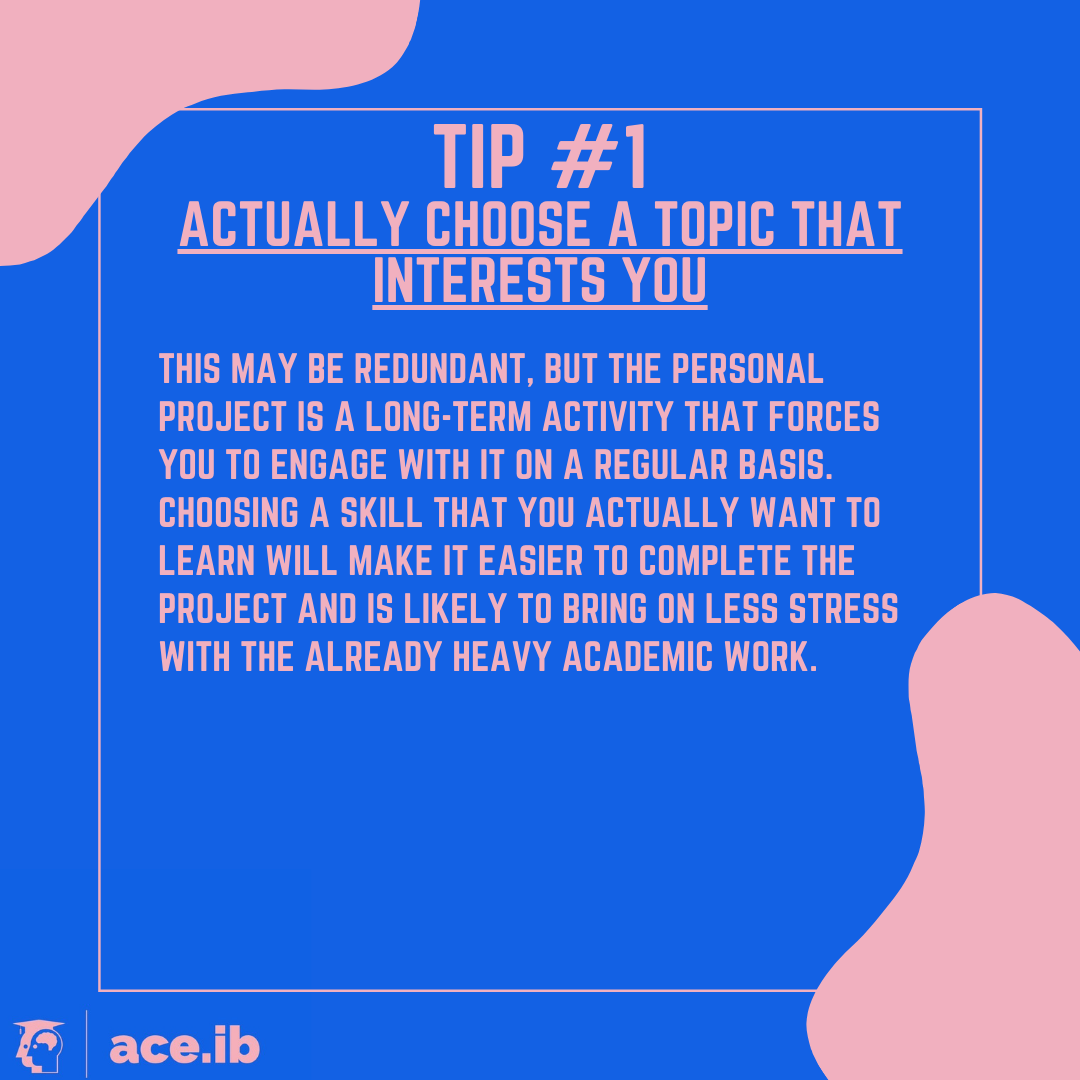 TIP #1
ACTUALLY CHOOSE A TOPIC THAT
INTERESTS YOU
THIS MAY BE REDUNDANT, BUT THE PERSONAL
PROJECT IS A LONG-TERM ACTIVITY THAT FORCES
YOU TO ENGAGE WITH IT ON A REGULAR BASIS.
CHOOSING A SKILL THAT YOU ACTUALLY WANT TO
LEARN WILL MAKE IT EASIER TO COMPLETE THE
PROJECT AND IS LIKELY TO BRING ON LESS STRESS
WITH THE ALREADY HEAVY ACADEMIC WORK.
ace.ib